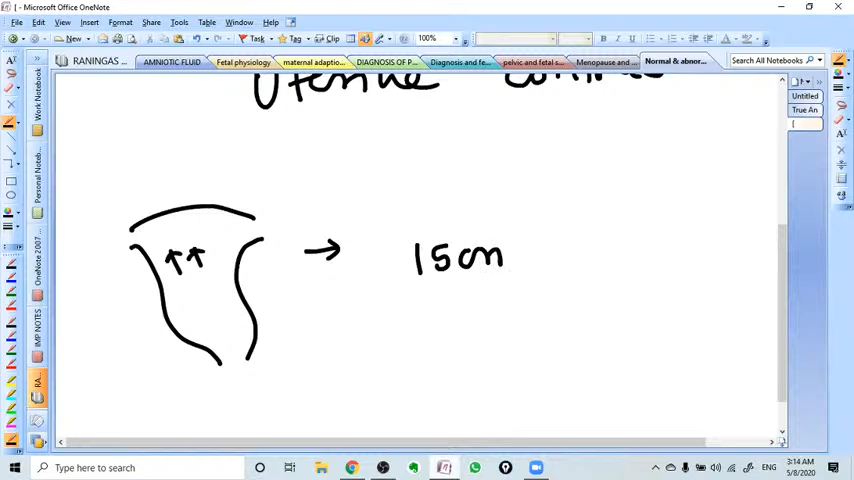 [ - Microsoft Office OneNote
File Edit View Insert Format Share Tools Table Window Help
New Task Tag Clip 100%
RANINGAS AMNIOTIC FLUID Fetal physiology maternal adaptio... DIAGNOSIS OF P... Diagnosis and fe... pelvic and fetal s... Menopause and ... Normal & abnor... Search All Notebooks
Work Notebook
Personal Notebook
OneNote 2007
IMP NOTES
RA...
Untitled
True An
[
Uterine
→ 15cm
Type here to search
ENG
3:14 AM
5/8/2020